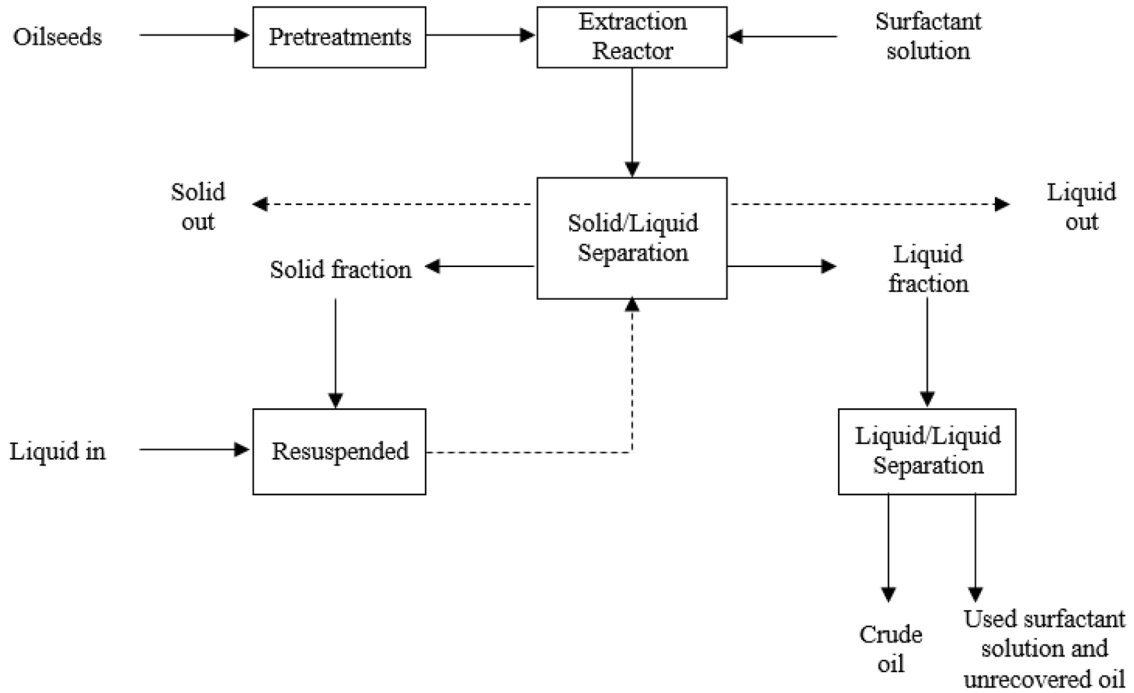 Oilseeds
Pretreatments
Extraction
Reactor
Surfactant
solution
Solid
out
Solid/Liquid
Separation
Liquid
out
Solid fraction
Liquid
fraction
Liquid in
Resuspended
Liquid/Liquid
Separation
Crude
oil
Used surfactant
solution and
unrecovered oil